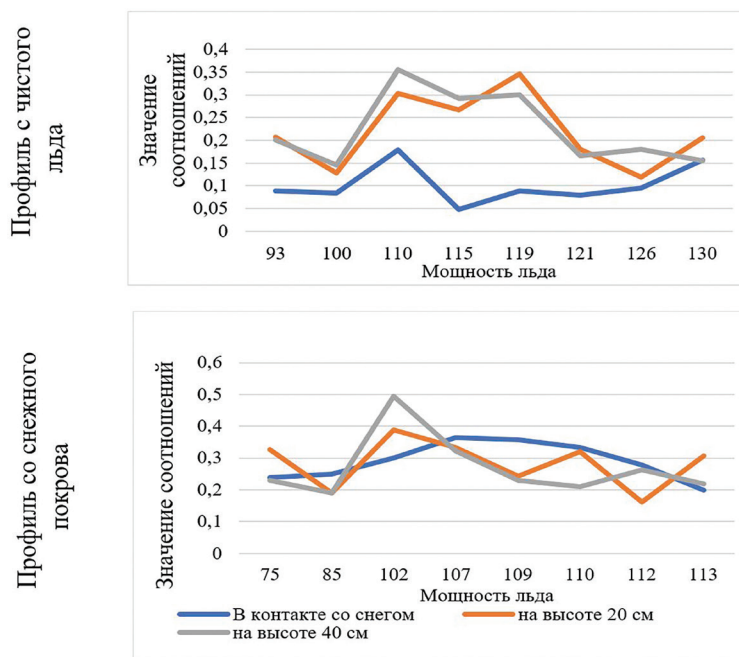 Профиль с чистого
льда
Значение
соотношений
0,4
0,35
0,3
0,25
0,2
0,15
0,1
0,05
0
93 100 110 115 119 121 126 130
Мощность льда
Профиль со снежного
покрова
Значение соотношений
0,6
0,5
0,4
0,3
0,2
0,1
0
75 85 102 107 109 110 112 113
Мощность льда
В контакте со снегом на высоте 20 см
на высоте 40 см